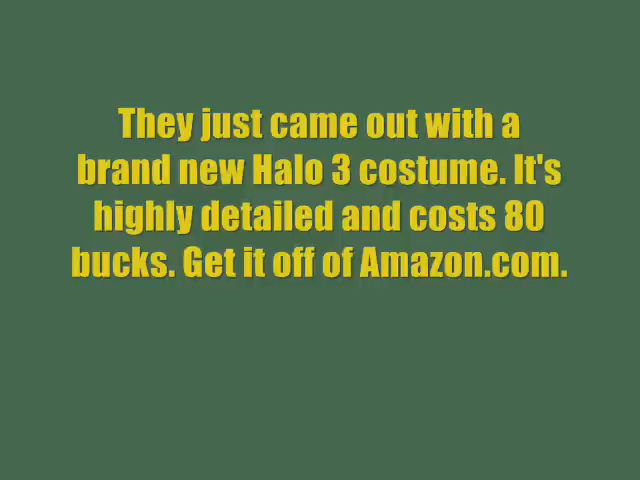 They just came out with a
brand new Halo 3 costume. It's
highly detailed and costs 80
bucks. Get it off of Amazon.com.